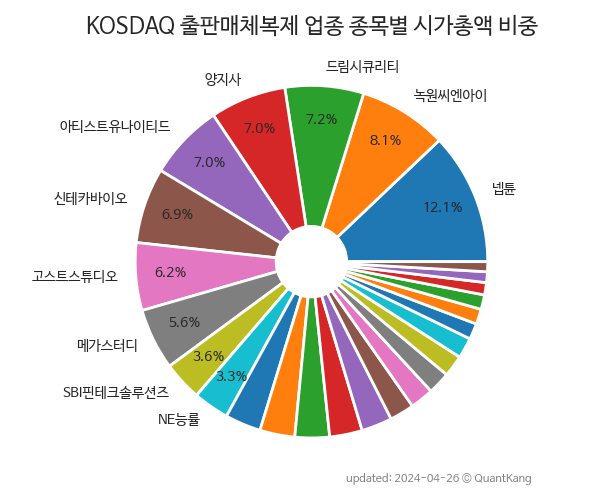 KOSDAQ 출판매체복제 업종 종목별 시가총액 비중
넵튠
12.1%
녹원씨엔아이
8.1%
드림시큐리티
7.2%
양지사
7.0%
아티스트유나이티드
7.0%
신테카바이오
6.9%
고스트스튜디오
6.2%
메가스터디
5.6%
SBI핀테크솔루션즈
3.6%
NE능률
3.3%
updated: 2024-04-26 © QuantKang